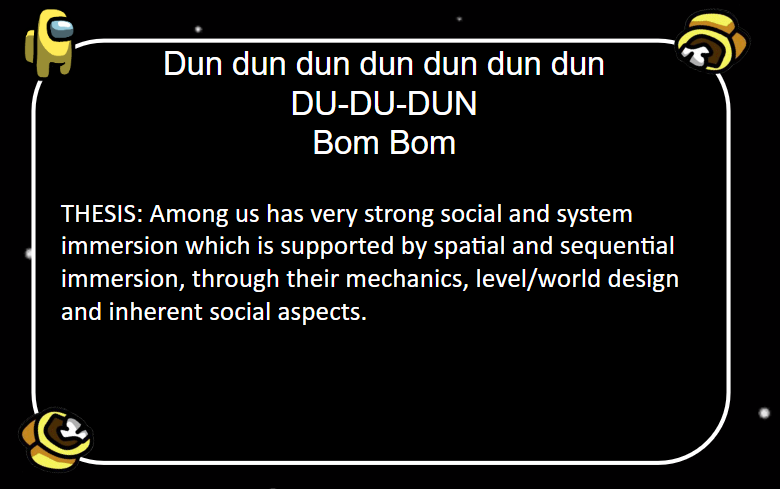 Dun dun dun dun dun dun dun
DU-DU-DUN
Bom Bom
THESIS: Among us has very strong social and system
immersion which is supported by spatial and sequential
immersion, through their mechanics, level/world design
and inherent social aspects.